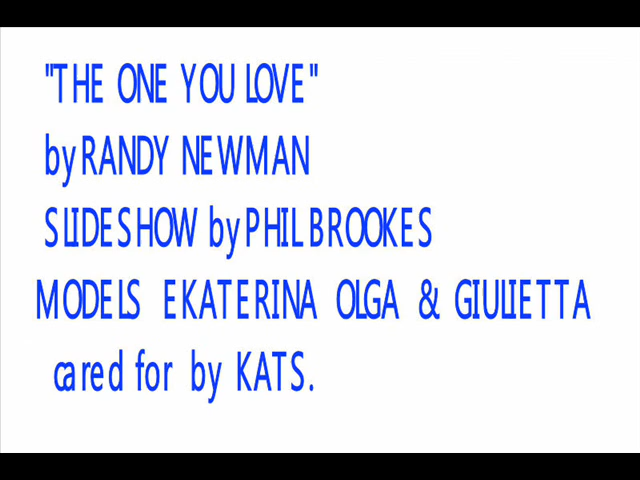 "THE ONE YOU LOVE"
by RANDY NEWMAN
SLIDESHOW by PHIL BROOKES
MODELS EKATERINA OLGA & GIULIETTA
cared for by KATS.